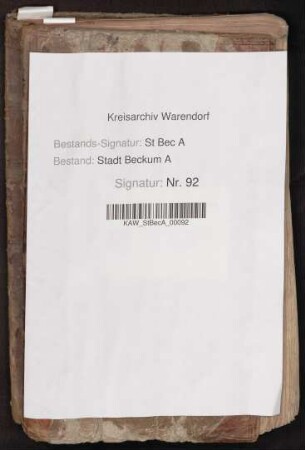 Kreisarchiv Warendorf
Bestands-Signatur: St Bec A
Bestand: Stadt Beckum A
Signatur: Nr. 92
KAW_StBecA_00092